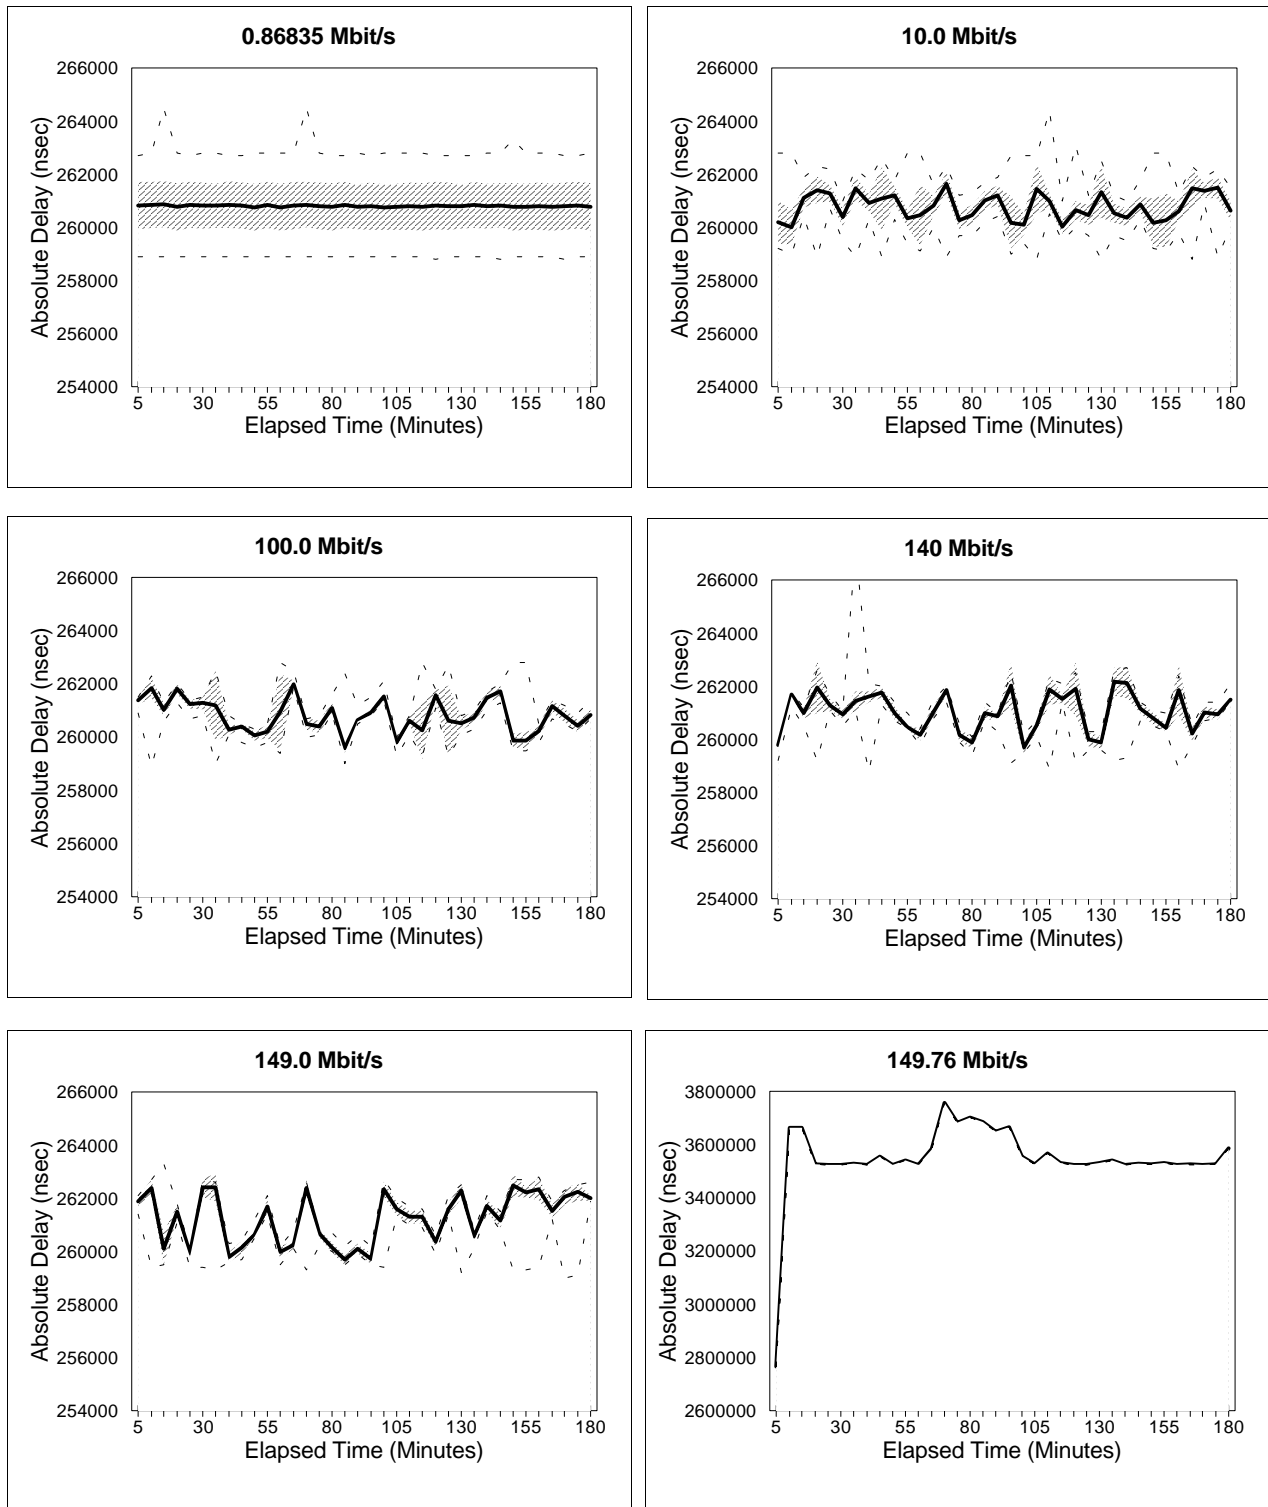 0.86835 Mbit/s
266000
264000
262000
260000
258000
256000
254000
Absolute Delay (nsec)
5 30 55 80 105 130 155 180
Elapsed Time (Minutes)
10.0 Mbit/s
266000
264000
262000
260000
258000
256000
254000
Absolute Delay (nsec)
5 30 55 80 105 130 155 180
Elapsed Time (Minutes)
100.0 Mbit/s
266000
264000
262000
260000
258000
256000
254000
Absolute Delay (nsec)
5 30 55 80 105 130 155 180
Elapsed Time (Minutes)
140 Mbit/s
266000
264000
262000
260000
258000
256000
254000
Absolute Delay (nsec)
5 30 55 80 105 130 155 180
Elapsed Time (Minutes)
149.0 Mbit/s
266000
264000
262000
260000
258000
256000
254000
Absolute Delay (nsec)
5 30 55 80 105 130 155 180
Elapsed Time (Minutes)
149.76 Mbit/s
3800000
3600000
3400000
3200000
3000000
2800000
2600000
Absolute Delay (nsec)
5 30 55 80 105 130 155 180
Elapsed Time (Minutes)